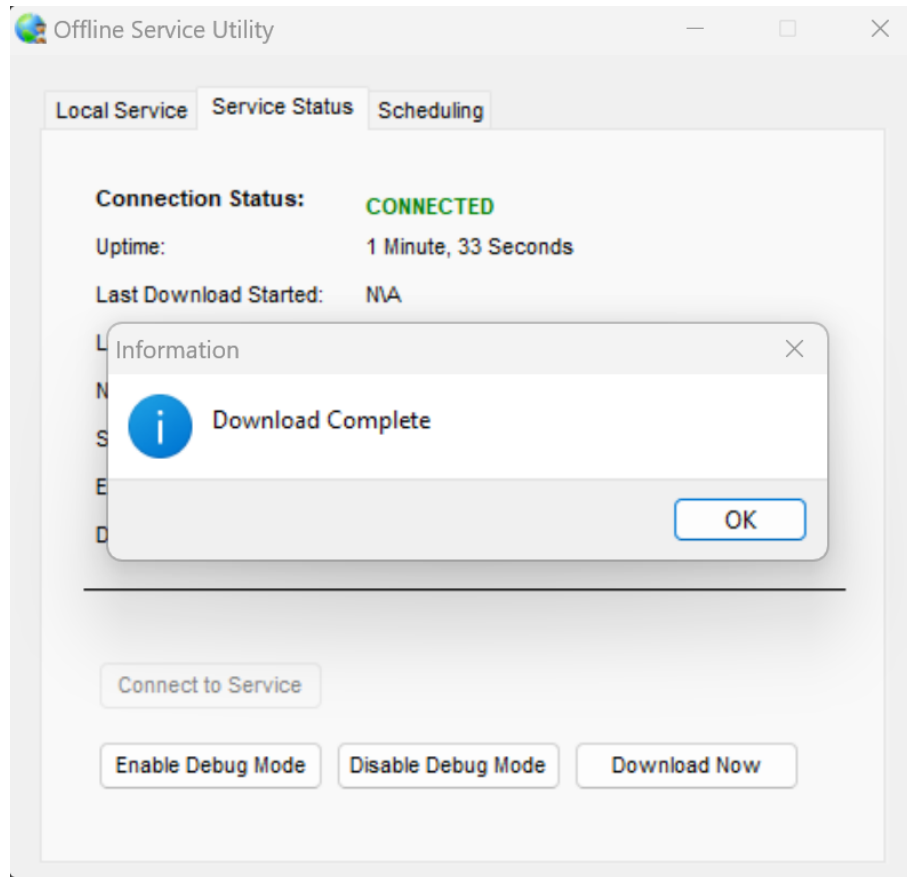 Offline Service Utility
Local Service Service Status Scheduling
Connection Status: CONNECTED
Uptime: 1 Minute, 33 Seconds
Last Download Started: N\A
Information
Download Complete
OK
Connect to Service
Enable Debug Mode Disable Debug Mode Download Now